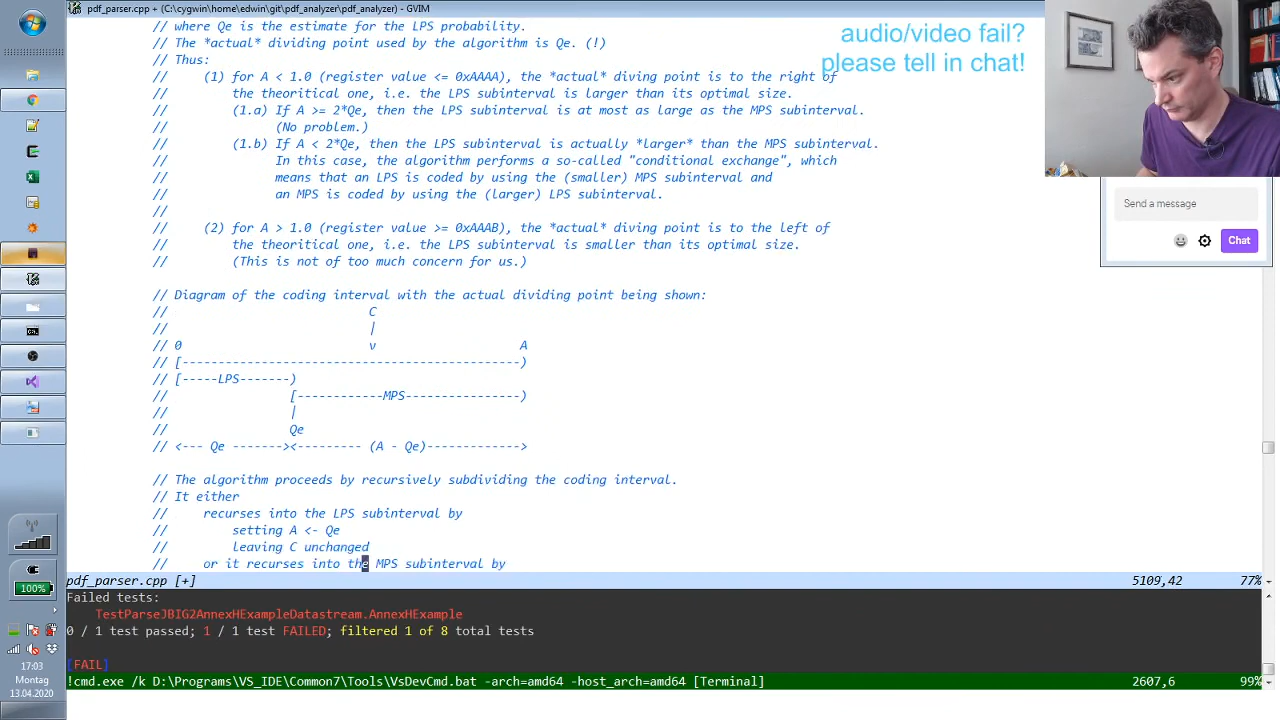 pdf_parser.cpp + (C:\cygwin\home\edwin\git\pdf_analyzer\pdf_analyzer) - GVIM
// where Qe is the estimate for the LPS probability.
// The *actual* dividing point used by the algorithm is Qe. (!)
// Thus:
//     (1) for A < 1.0 (register value <= 0xAAAA), the *actual* diving point is to the right of
//         the theoritical one, i.e. the LPS subinterval is larger than its optimal size.
//         (1.a) If A >= 2*Qe, then the LPS subinterval is at most as large as the MPS subinterval.
//               (No problem.)
//         (1.b) If A < 2*Qe, then the LPS subinterval is actually *larger* than the MPS subinterval.
//               In this case, the algorithm performs a so-called "conditional exchange", which
//               means that an LPS is coded by using the (smaller) MPS subinterval and
//               an MPS is coded by using the (larger) LPS subinterval.
//
//     (2) for A > 1.0 (register value >= 0xAAAB), the *actual* dividing point is to the left of
//         the theoritical one, i.e. the LPS subinterval is smaller than its optimal size.
//         (This is not of too much concern for us.)
// Diagram of the coding interval with the actual dividing point being shown:
//                            C
//                            |
// 0                          v                    A
// [-----------------------------------------------)
// [-----LPS-------)
//                 [------------MPS----------------)
//                 |
//                 Qe
// <--- Qe -------><--------- (A - Qe)------------->
// The algorithm proceeds by recursively subdividing the coding interval.
// It either
//     recurses into the LPS subinterval by
//         setting A <- Qe
//         leaving C unchanged
//     or it recurses into the MPS subinterval by
pdf_parser.cpp [+] 5109,42 77%
Failed tests:
    TestParseJBIG2AnnexHExampleDatastream.AnnexHExample
0 / 1 test passed; 1 / 1 test FAILED; filtered 1 of 8 total tests
[FAIL]
!cmd.exe /k D:\Programs\VS_IDE\Common7\Tools\VsDevCmd.bat -arch=amd64 -host_arch=amd64 [Terminal] 2607,6 99%
audio/video fail?
please tell in chat!
Send a message
Chat
100%
17:03
Montag
13.04.2020